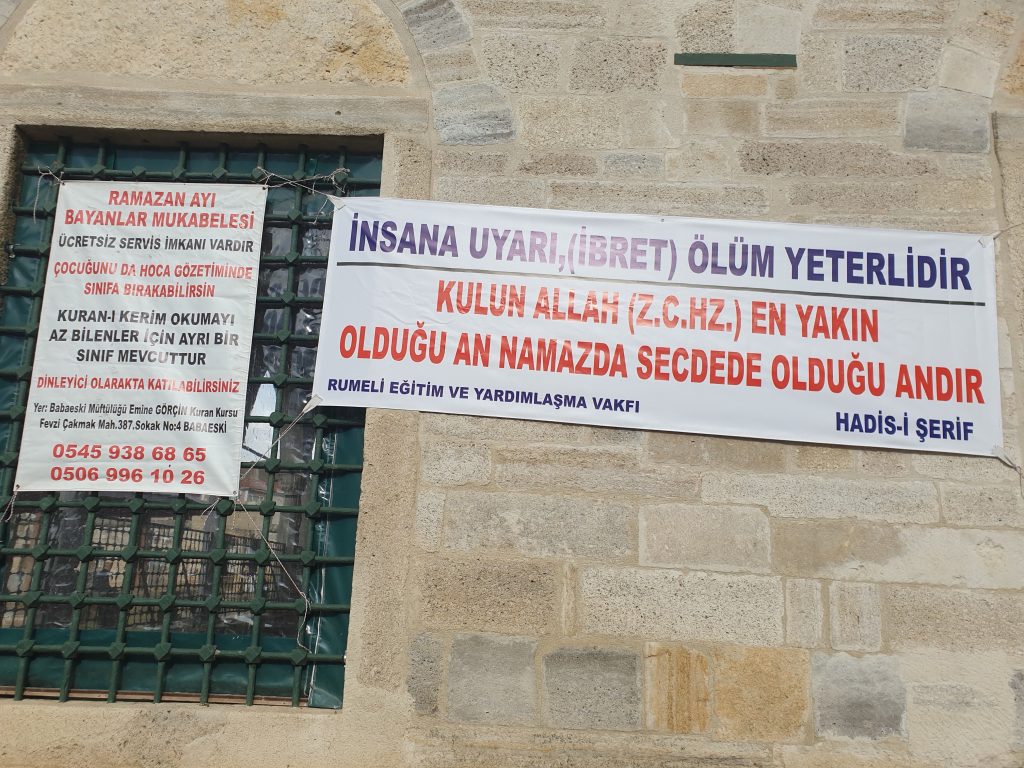 RAMAZAN AYI
BAYANLAR MUKABELESİ
ÜCRETSİZ SERVİS İMKANI VARDIR
ÇOCUĞUNU DA HOCA GÖZETİMİNDE
SINIFA BIRAKABİLİRSİN
KURAN-I KERİM OKUMAYI
AZ BİLENLER İÇİN AYRI BİR
SINIF MEVCUTTUR
DİNLEYİCİ OLARAKTA KATILABİLİRSİNİZ
Yer: Babaeski Müftülüğü Emine GÖRÇİN Kuran Kursu
Fevzi Çakmak Mah.387.Sokak No:4 BABAESKİ
0545 938 68 65
0506 996 10 26
İNSANA UYARI,(İBRET) ÖLÜM YETERLİDİR
KULUN ALLAH (Z.C.HZ.) EN YAKIN
OLDUĞU AN NAMAZDA SECDEDE OLDUĞU ANDIR
RUMELİ EĞİTİM VE YARDIMLAŞMA VAKFI
HADİS-İ ŞERİF